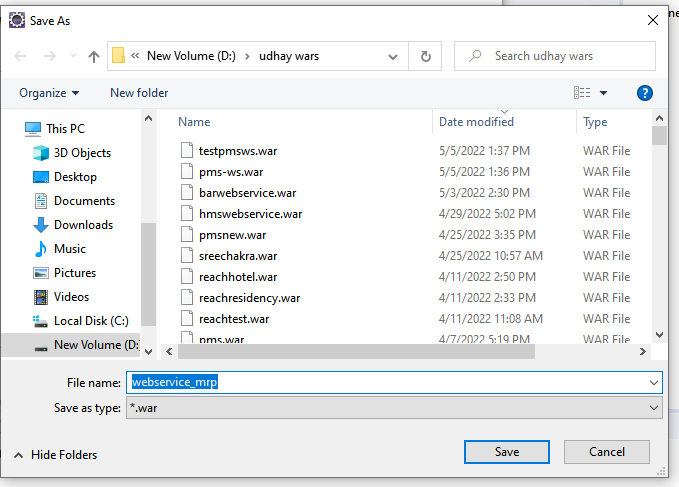 Save As
« New Volume (D:) › udhay wars
Search udhay wars
Organize
New folder
?
This PC
3D Objects
Desktop
Documents
Downloads
Music
Pictures
Videos
Local Disk (C:)
New Volume (D:
Name Date modified Type
testpmsws.war 5/5/2022 1:37 PM WAR File
pms-ws.war 5/5/2022 1:36 PM WAR File
barwebservice.war 5/3/2022 2:30 PM WAR File
hmswebservice.war 4/29/2022 5:02 PM WAR File
pmsnew.war 4/25/2022 3:35 PM WAR File
sreechakra.war 4/25/2022 10:57 AM WAR File
reachhotel.war 4/11/2022 2:50 PM WAR File
reachresidency.war 4/11/2022 2:33 PM WAR File
reachtest.war 4/11/2022 11:08 AM WAR File
pms.war 4/7/2022 5:19 PM WAR File
File name: webservice_mrp
Save as type: *.war
Hide Folders
Save
Cancel